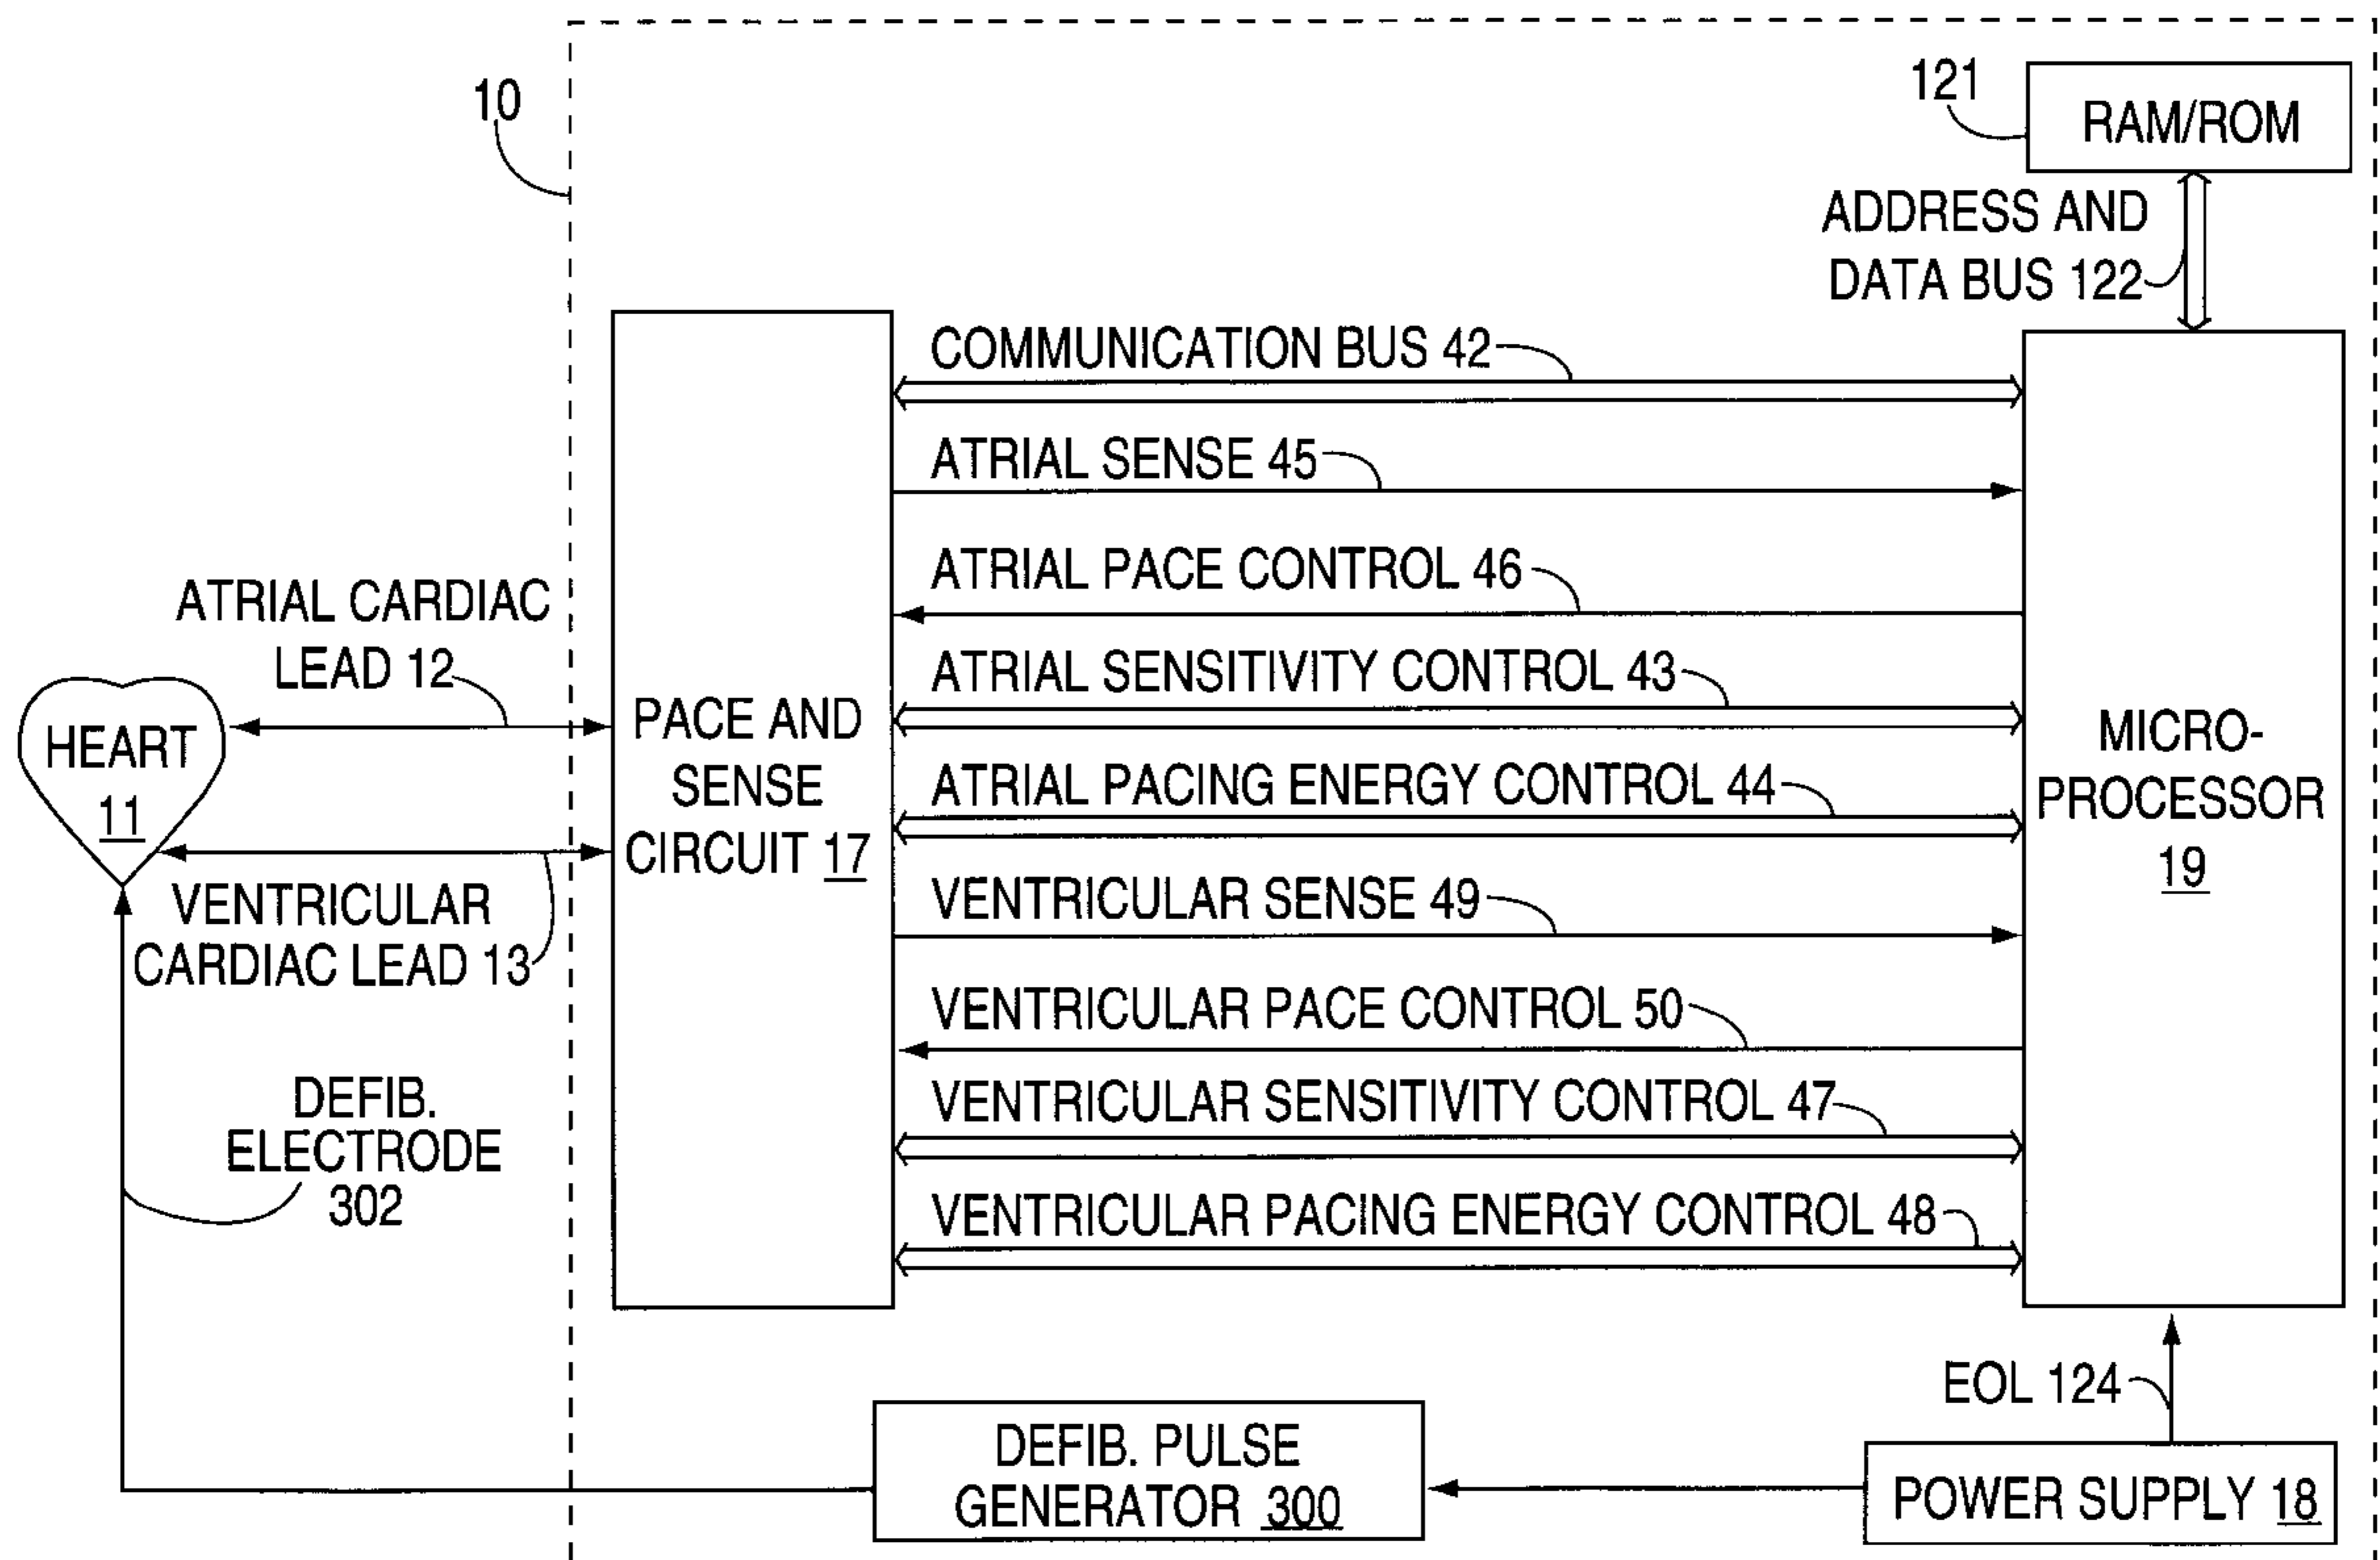 10
121
RAM/ROM
ADDRESS AND
DATA BUS 122
COMMUNICATION BUS 42
ATRIAL SENSE 45
ATRIAL PACE CONTROL 46
ATRIAL SENSITIVITY CONTROL 43
ATRIAL PACING ENERGY CONTROL 44
VENTRICULAR SENSE 49
VENTRICULAR PACE CONTROL 50
VENTRICULAR SENSITIVITY CONTROL 47
VENTRICULAR PACING ENERGY CONTROL 48
ATRIAL CARDIAC
LEAD 12
HEART
11
VENTRICULAR
CARDIAC LEAD 13
PACE AND
SENSE
CIRCUIT 17
MICRO-
PROCESSOR
19
DEFIB.
ELECTRODE
302
EOL 124
DEFIB. PULSE
GENERATOR 300
POWER SUPPLY 18